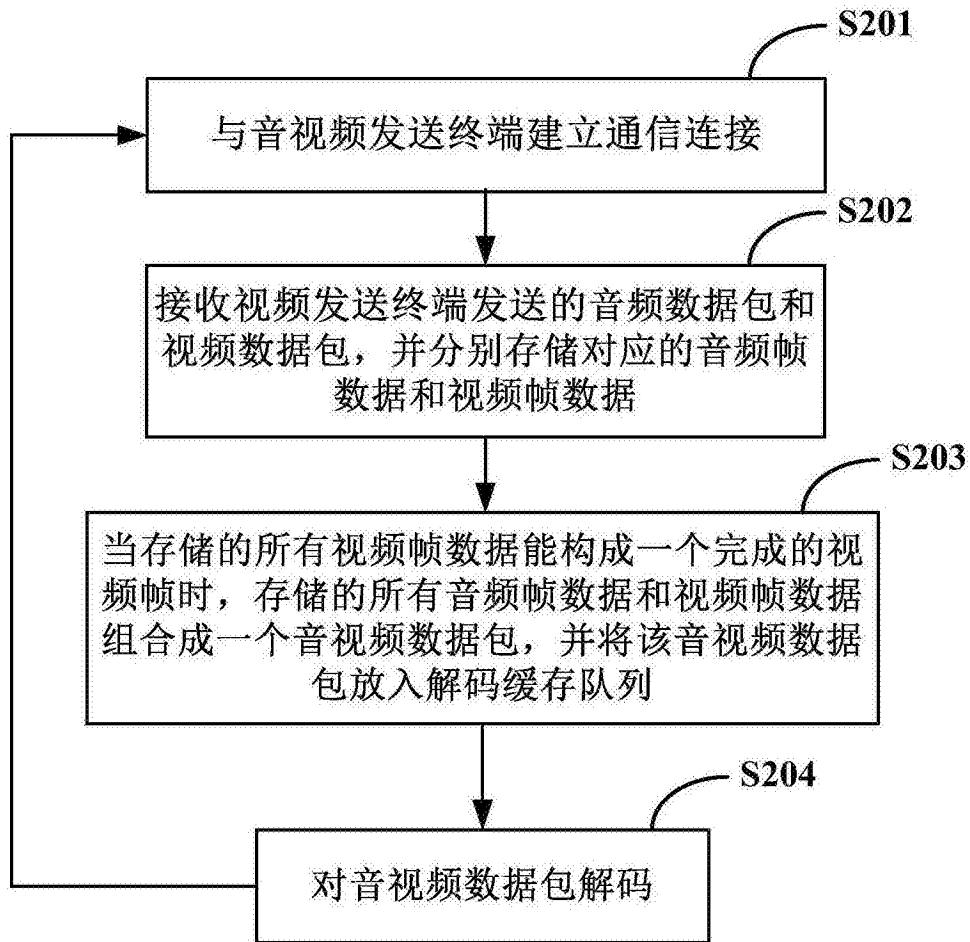 S201
与音视频发送终端建立通信连接
S202
接收视频发送终端发送的音频数据包和
视频数据包，并分别存储对应的音频帧
数据和视频帧数据
S203
当存储的所有视频帧数据能构成一个完成的视
频帧时，存储的所有音频帧数据和视频帧数据
组合成一个音视频数据包，并将该音视频数据
包放入解码缓存队列
S204
对音视频数据包解码